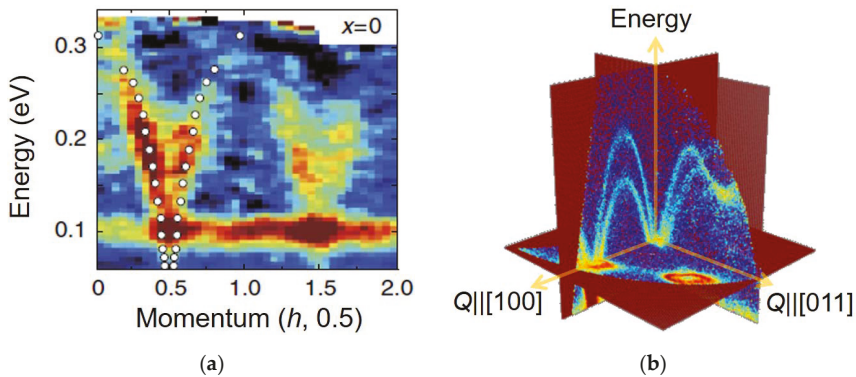 x=0
Energy (eV)
0.3
0.2
0.1
0 0.5 1.0 1.5 2.0
Momentum (h, 0.5)
(a)
Energy
Q||[100]
Q||[011]
(b)